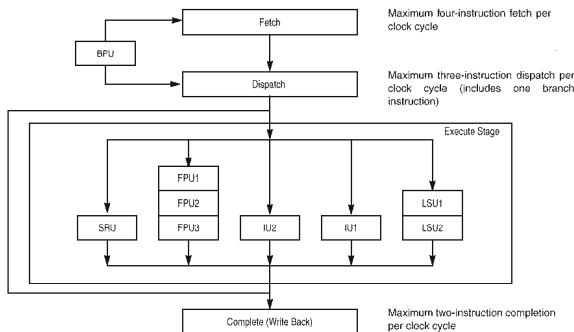 Fetch
Maximum four-instruction fetch per
clock cycle
BPU
Dispatch
Maximum three-instruction dispatch per
clock cycle (includes one branch
instruction)
Execute Stage
FPU1
FPU2
FPU3
SRU
IU2
IU1
LSU1
LSU2
Complete (Write Back)
Maximum two-instruction completion
per clock cycle